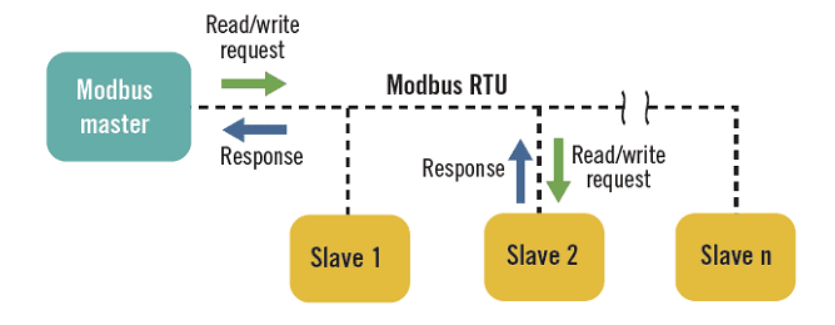 Read/write
request
Modbus
master
Modbus RTU
Response
Response
Read/write
request
Slave 1
Slave 2
Slave n